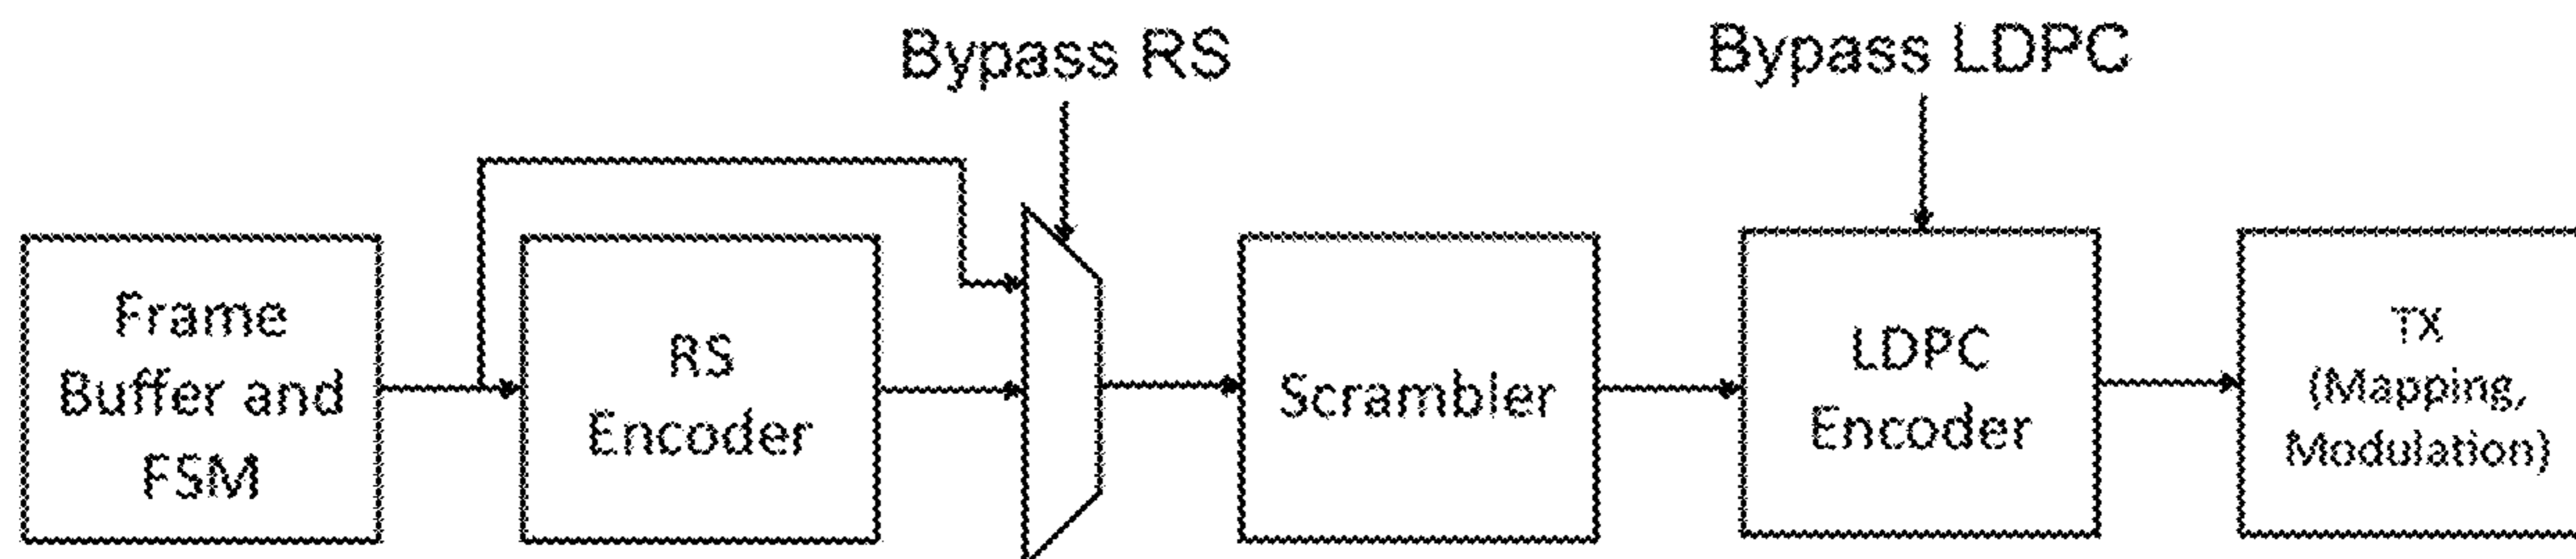 Bypass RS
Bypass LDPC
Frame
Buffer and
FSM
RS
Encoder
Scrambler
LDPC
Encoder
TX
(Mapping,
Modulation)